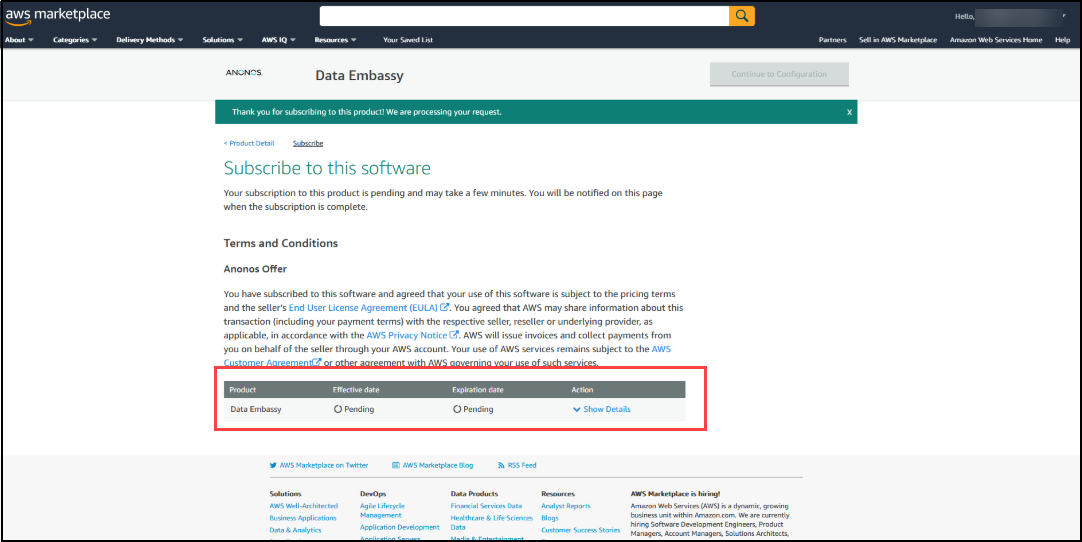 aws marketplace
Hello,
About Categories Delivery Methods Solutions AWS IQ Resources Your Saved List Partners Sell in AWS Marketplace Amazon Web Services Home Help
ANONOS.
Data Embassy
Continue to Configuration
Thank you for subscribing to this product! We are processing your request. X
< Product Detail Subscribe
Subscribe to this software
Your subscription to this product is pending and may take a few minutes. You will be notified on this page
when the subscription is complete.
Terms and Conditions
Anonos Offer
You have subscribed to this software and agreed that your use of this software is subject to the pricing terms
and the seller's End User License Agreement (EULA). You agreed that AWS may share information about this
transaction (including your payment terms) with the respective seller, reseller or underlying provider, as
applicable, in accordance with the AWS Privacy Notice. AWS will issue invoices and collect payments from
you on behalf of the seller through your AWS account. Your use of AWS services remains subject to the AWS
Customer Agreement or other agreement with AWS governing your use of such services.
Product Effective date Expiration date Action
Data Embassy Pending Pending Show Details
AWS Marketplace on Twitter AWS Marketplace Blog RSS Feed
Solutions
AWS Well-Architected
Business Applications
Data & Analytics
DevOps
Agile Lifecycle
Management
Application Development
Application Servers
Data Products
Financial Services Data
Healthcare & Life Sciences
Data
Media & Entertainment
Resources
Analyst Reports
Blogs
Customer Success Stories
AWS Marketplace is hiring!
Amazon Web Services (AWS) is a dynamic, growing
business unit within Amazon.com. We are currently
hiring Software Development Engineers, Product
Managers, Account Managers, Solutions Architects,